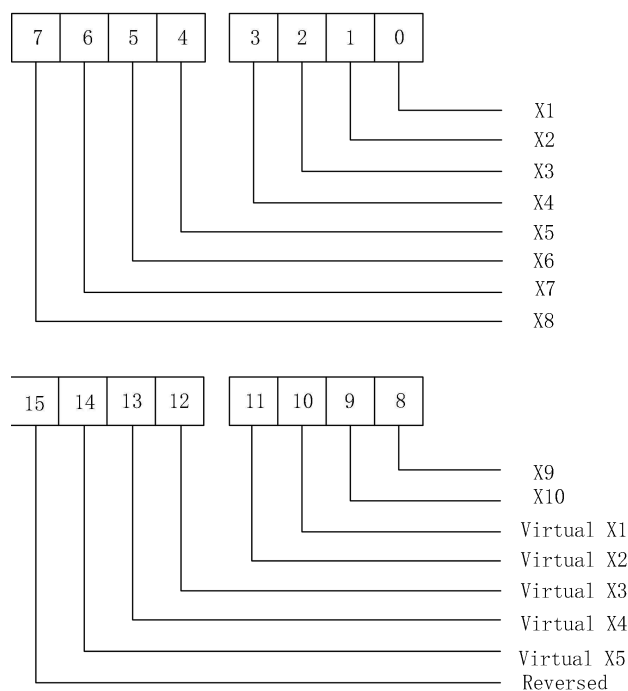 7 6 5 4 3 2 1 0
X1
X2
X3
X4
X5
X6
X7
X8
15 14 13 12 11 10 9 8
X9
X10
Virtual X1
Virtual X2
Virtual X3
Virtual X4
Virtual X5
Reversed